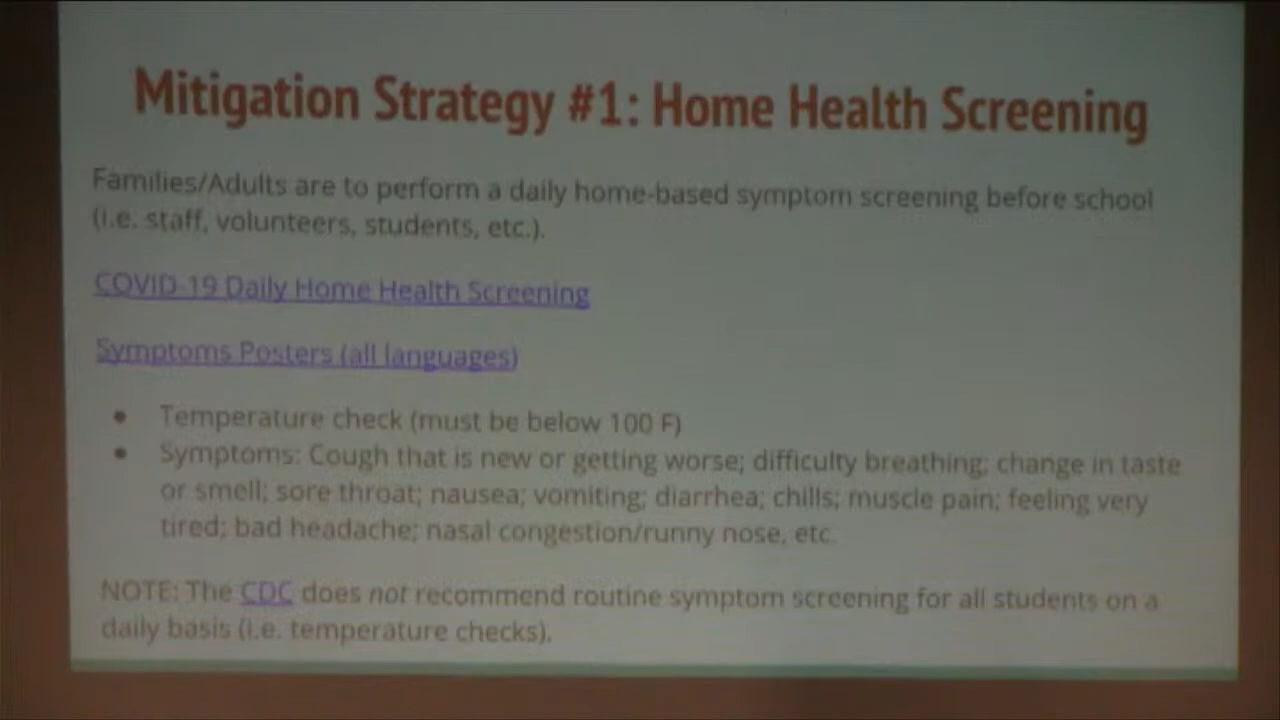 Mitigation Strategy #1: Home Health Screening
Families/Adults are to perform a daily home-based symptom screening before school
(i.e. staff, volunteers, students, etc.).
COVID-19 Daily Home Health Screening
Symptoms Posters (all languages)
• Temperature check (must be below 100 F)
• Symptoms: Cough that is new or getting worse; difficulty breathing; change in taste
or smell; sore throat; nausea; vomiting; diarrhea; chills; muscle pain; feeling very
tired; bad headache; nasal congestion/runny nose, etc.
NOTE: The CDC does not recommend routine symptom screening for all students on a
daily basis (i.e. temperature checks).